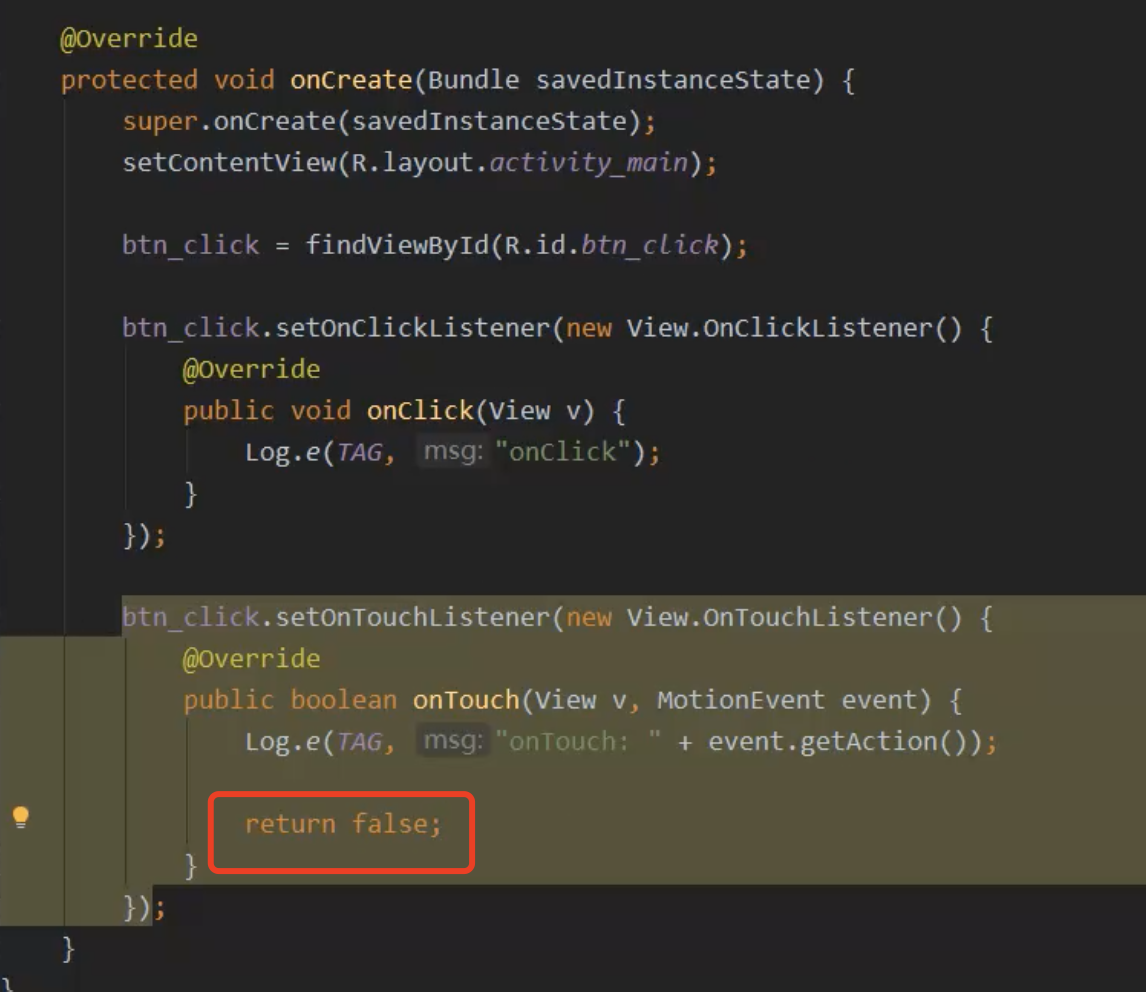 @Override
protected void onCreate(Bundle savedInstanceState) {
super.onCreate(savedInstanceState);
setContentView(R.layout.activity_main);
btn_click = findViewById(R.id.btn_click);
btn_click.setOnClickListener(new View.OnClickListener() {
@Override
public void onClick(View v) {
Log.e(TAG, msg: "onClick");
}
});
btn_click.setOnTouchListener(new View.OnTouchListener() {
@Override
public boolean onTouch(View v, MotionEvent event) {
Log.e(TAG, msg: "onTouch: " + event.getAction());
return false;
}
});
}
}